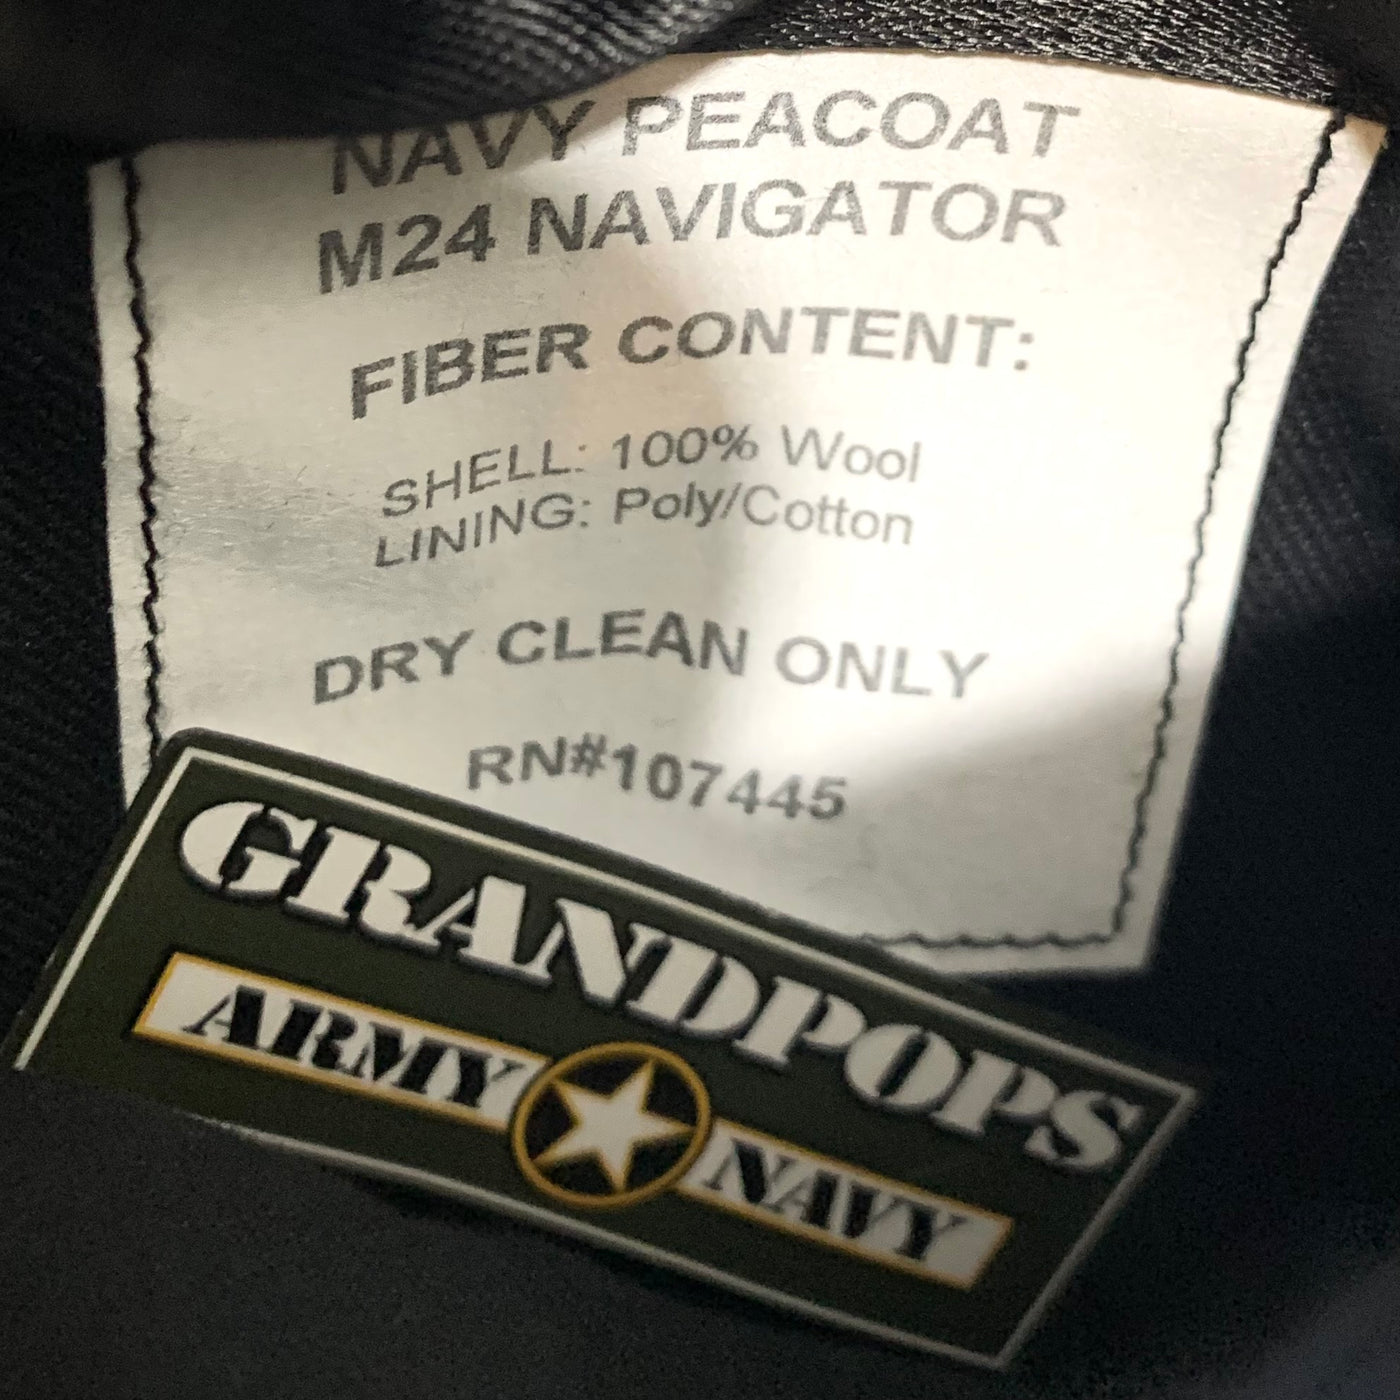 NAVY PEACOAT
M24 NAVIGATOR
FIBER CONTENT:
SHELL: 100% Wool
LINING: Poly/Cotton
DRY CLEAN ONLY
RN#107445
GRANDPOPS
ARMY NAVY